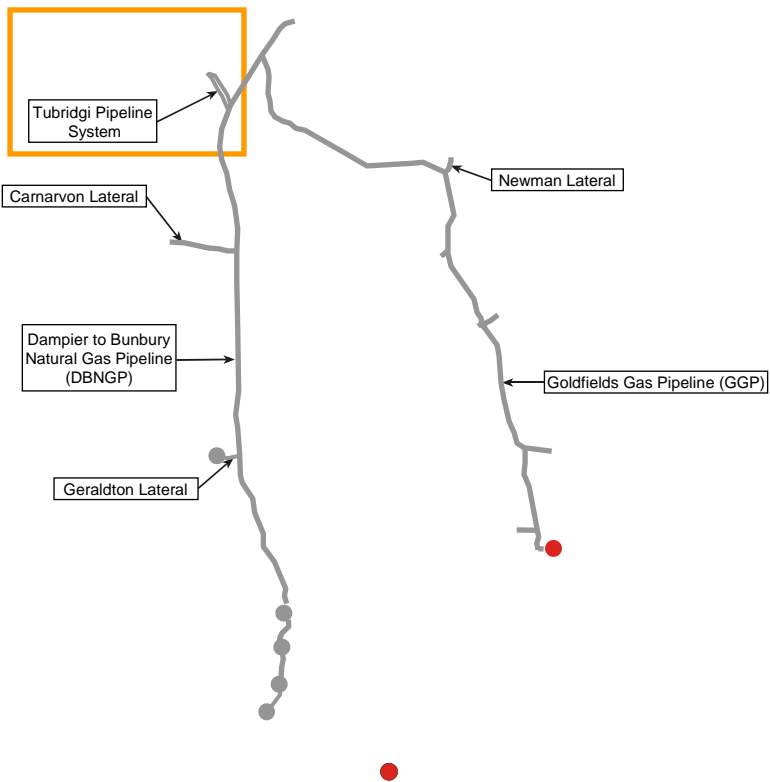 Tubridgi Pipeline
System
Newman Lateral
Carnarvon Lateral
Dampier to Bunbury
Natural Gas Pipeline
(DBNGP)
Goldfields Gas Pipeline (GGP)
Geraldton Lateral